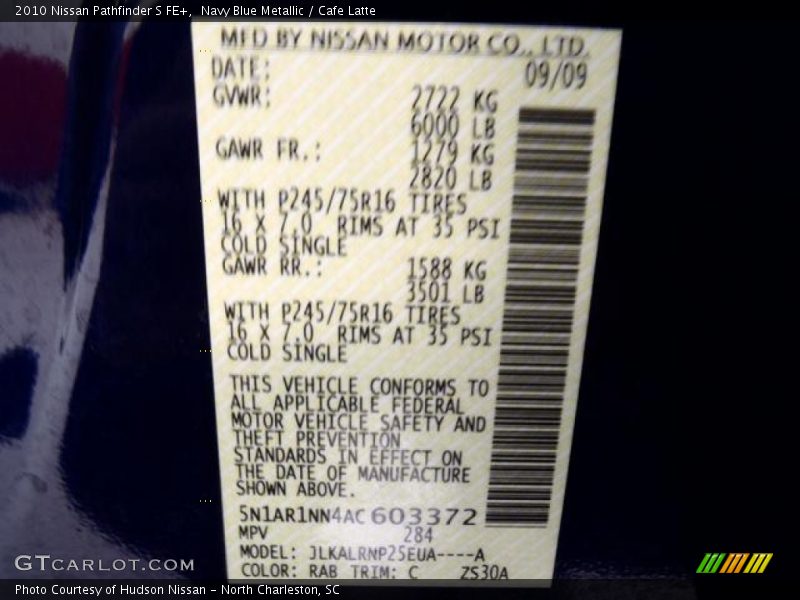 2010 Nissan Pathfinder S FE+, Navy Blue Metallic / Cafe Latte
MFD BY NISSAN MOTOR CO., LTD.
DATE: 09/09
GVWR: 2722 KG
6000 LB
GAWR FR.: 1279 KG
2820 LB
WITH P245/75R16 TIRES
16 X 7.0 RIMS AT 35 PSI
COLD SINGLE
GAWR RR.: 1588 KG
3501 LB
WITH P245/75R16 TIRES
16 X 7.0 RIMS AT 35 PSI
COLD SINGLE
THIS VEHICLE CONFORMS TO
ALL APPLICABLE FEDERAL
MOTOR VEHICLE SAFETY AND
THEFT PREVENTION
STANDARDS IN EFFECT ON
THE DATE OF MANUFACTURE
SHOWN ABOVE.
5N1AR1NN4AC603372
MPV 284
MODEL: JLKALRNP25EUA----A
COLOR: RAB TRIM: C ZS30A
GTCARLOT.COM
Photo Courtesy of Hudson Nissan - North Charleston, SC